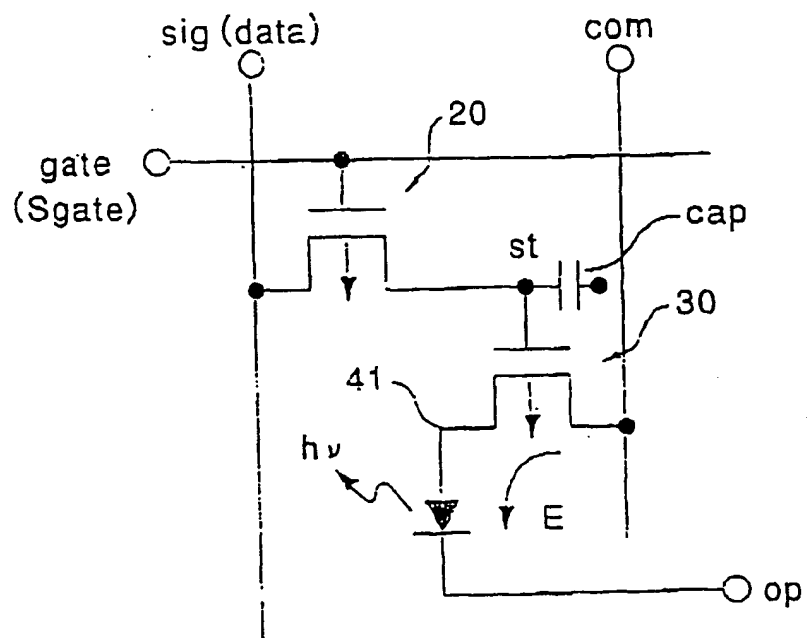 sig (data)
com
20
gate
(Sgate)
cap
st
30
41
hν
E
op